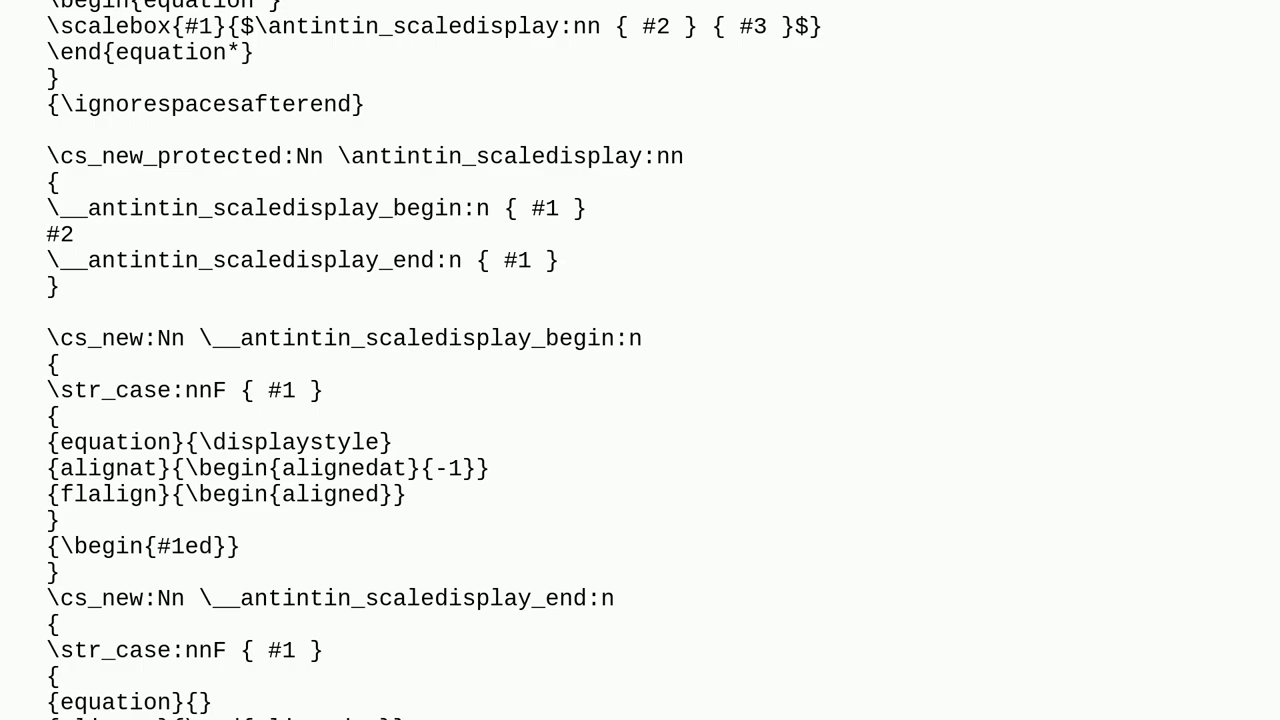 \scalebox{#1}{$\antintin_scaledisplay:nn { #2 } { #3 }$}
\end{equation*}
}
{\ignorespacesafterend}
\cs_new_protected:Nn \antintin_scaledisplay:nn
{
\__antintin_scaledisplay_begin:n { #1 }
#2
\__antintin_scaledisplay_end:n { #1 }
}
\cs_new:Nn \__antintin_scaledisplay_begin:n
{
\str_case:nnF { #1 }
{
{equation}{\displaystyle}
{alignat}{\begin{alignedat}{-1}}
{flalign}{\begin{aligned}}
}
{\begin{#1ed}}
}
\cs_new:Nn \__antintin_scaledisplay_end:n
{
\str_case:nnF { #1 }
{
{equation}{}